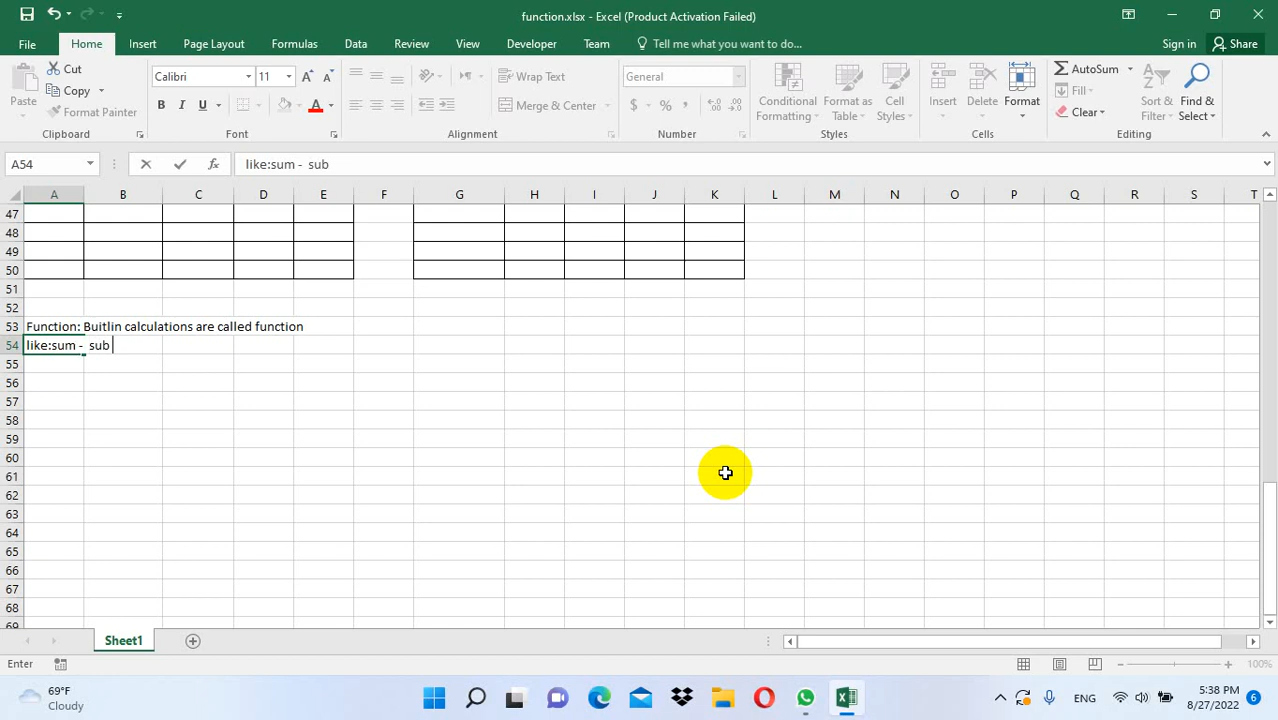 function.xlsx - Excel (Product Activation Failed)
File Home Insert Page Layout Formulas Data Review View Developer Team Tell me what you want to do... Sign in Share
Paste Cut Copy Format Painter
Clipboard
Calibri 11
B I U A
Font
Wrap Text
Merge & Center
Alignment
General
$ % ,
Number
Conditional Formatting Format as Table Cell Styles
Styles
Insert Delete Format
Cells
AutoSum
Fill
Clear
Sort & Filter Find & Select
Editing
A54 fx like:sum - sub
A B C D E F G H I J K L M N O P Q R S T
47
48
49
50
51
52
53 Function: Buitlin calculations are called function
54 like:sum - sub
55
56
57
58
59
60
61
62
63
64
65
66
67
68
69
Sheet1
Enter 100%
69°F
Cloudy
ENG
5:38 PM
8/27/2022
6